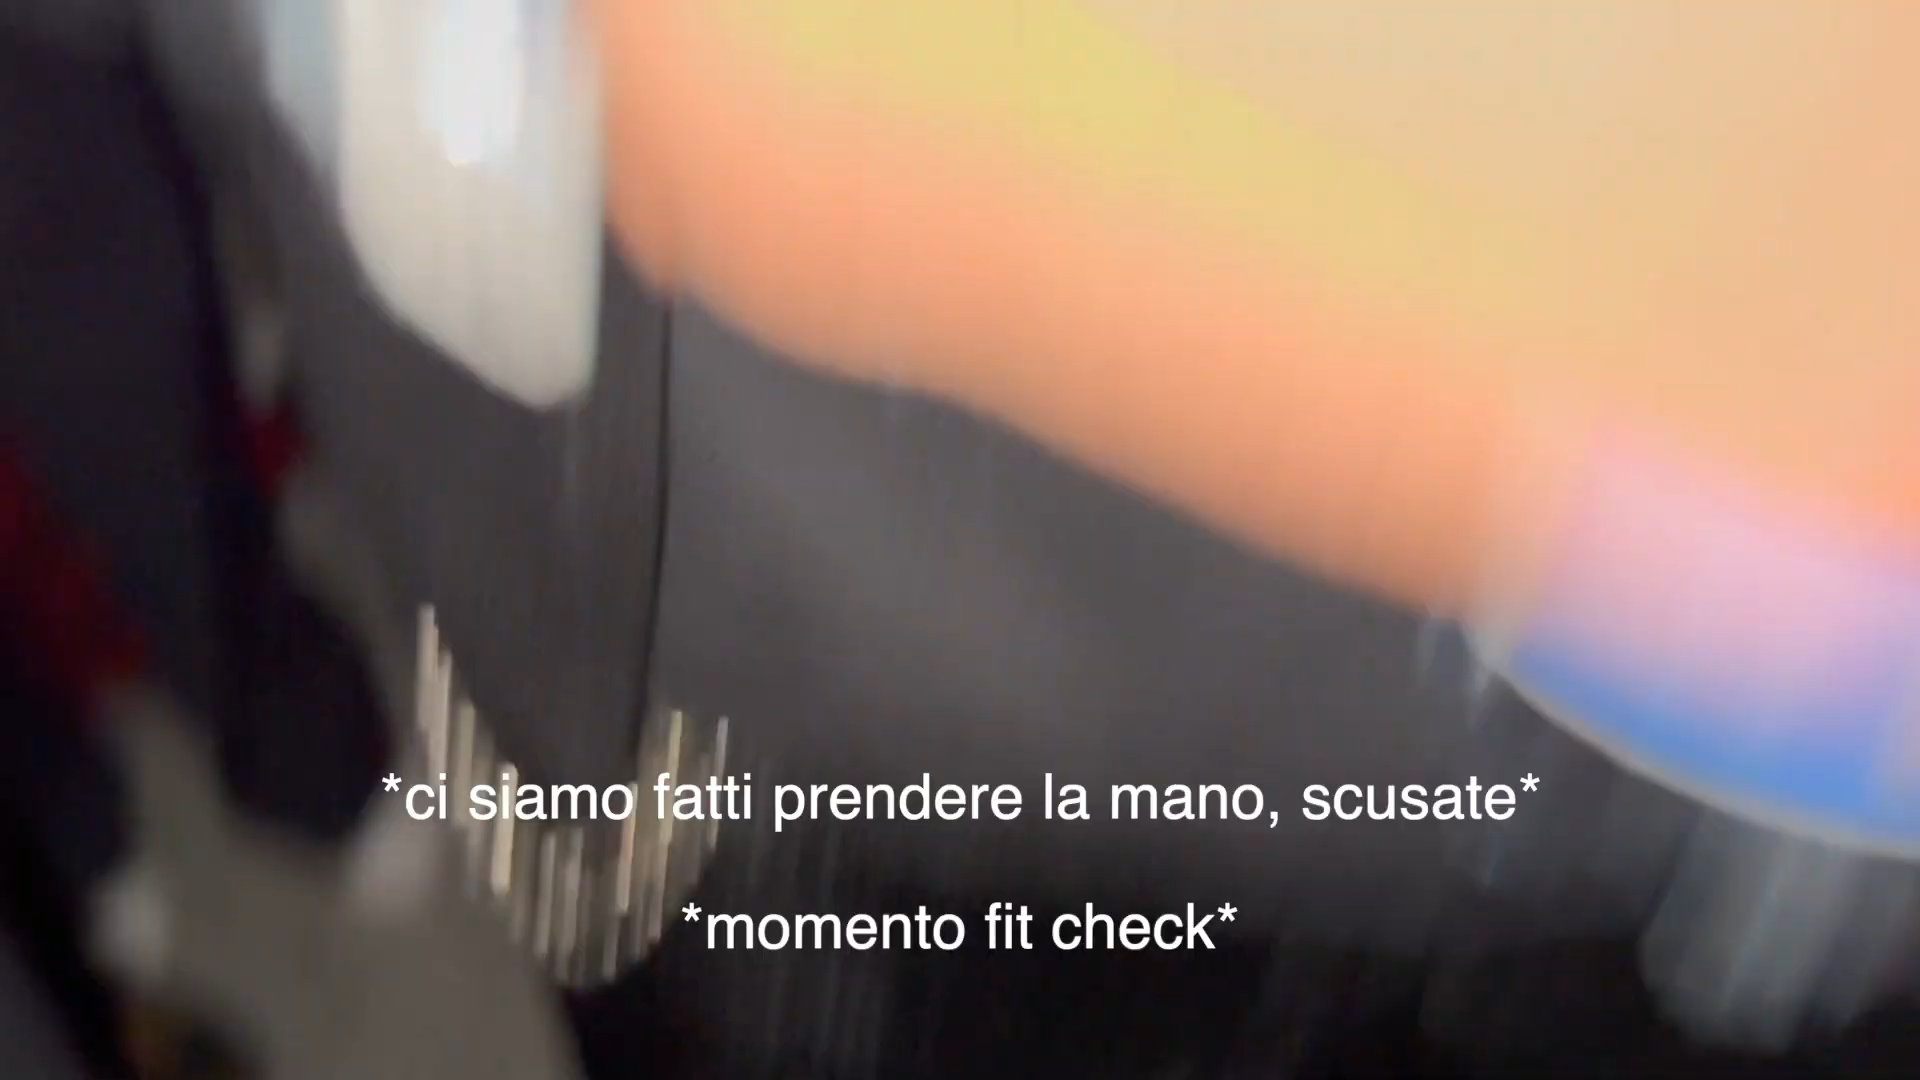 *ci siamo fatti prendere la mano, scusate*
*momento fit check*